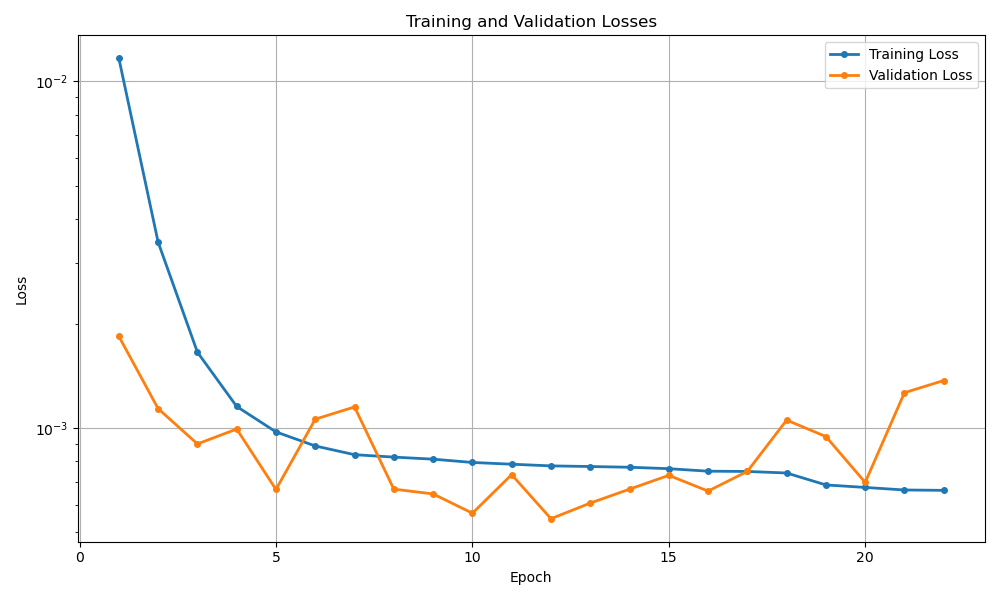 Training and Validation Losses
Training Loss
Validation Loss
10⁻²
10⁻³
Loss
0
5
10
15
20
Epoch